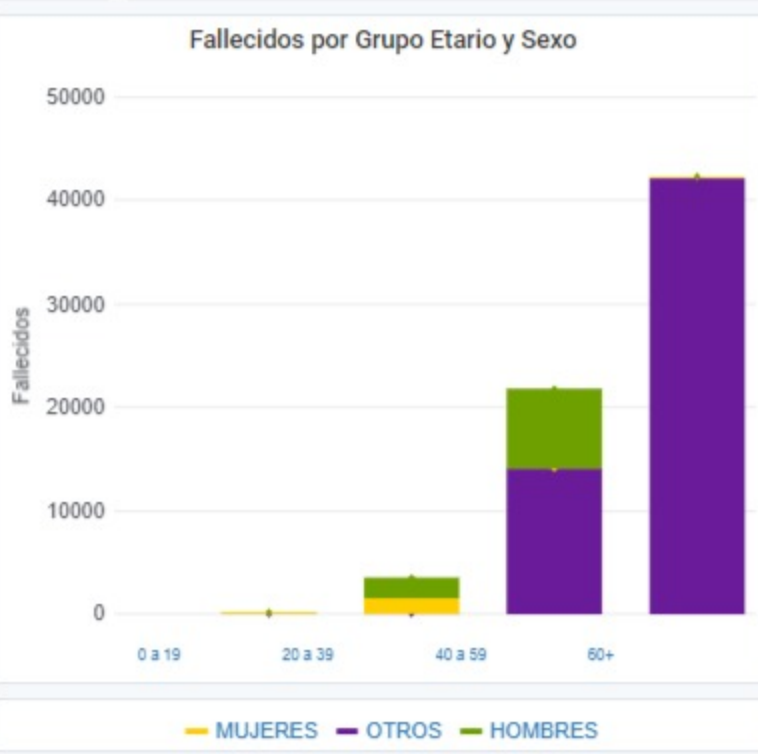 Fallecidos por Grupo Etario y Sexo
50000
40000
30000
20000
10000
0
Fallecidos
0 a 19
20 a 39
40 a 59
60+
MUJERES
OTROS
HOMBRES